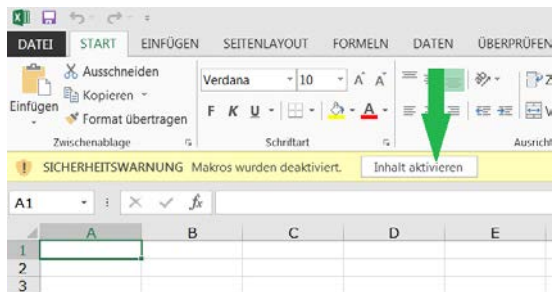 DATEI START EINFÜGEN SEITENLAYOUT FORMELN DATEN ÜBERPRÜFEN
Ausschneiden
Kopieren
Format übertragen
Einfügen
Verdana 10 A A
F K U A
Zwischenablage Schriftart Ausricht
SICHERHEITSWARNUNG Makros wurden deaktiviert. Inhalt aktivieren
A1 fx
A B C D E
1
2
3